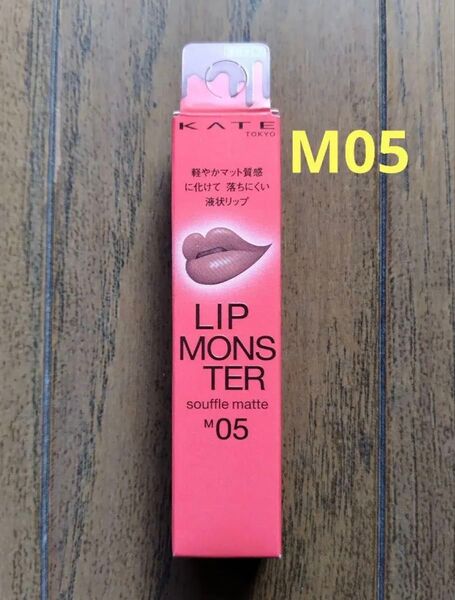 KATE
TOKYO
M05
軽やかマット質感
に化けて 落ちにくい
液状リップ
LIP
MONS
TER
souffle matte
M05